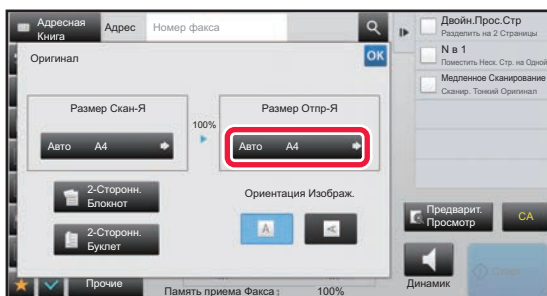 Адресная
Книга
Адрес
Номер факса
Двойн.Прос.Стр
Разделить на 2 Страницы
N в 1
Поместить Неск. Стр. на Одной
Медленное Сканирование
Сканир. Тонкий Оригинал
Оригинал
OK
Размер Скан-Я
100%
Размер Отпр-Я
Авто A4
Авто A4
2-Сторонн.
Блокнот
Ориентация Изображ.
2-Сторонн.
Буклет
A
A
Предварит.
Просмотр
CA
Прочие
Память приема Факса:
100%
Динамик
Старт